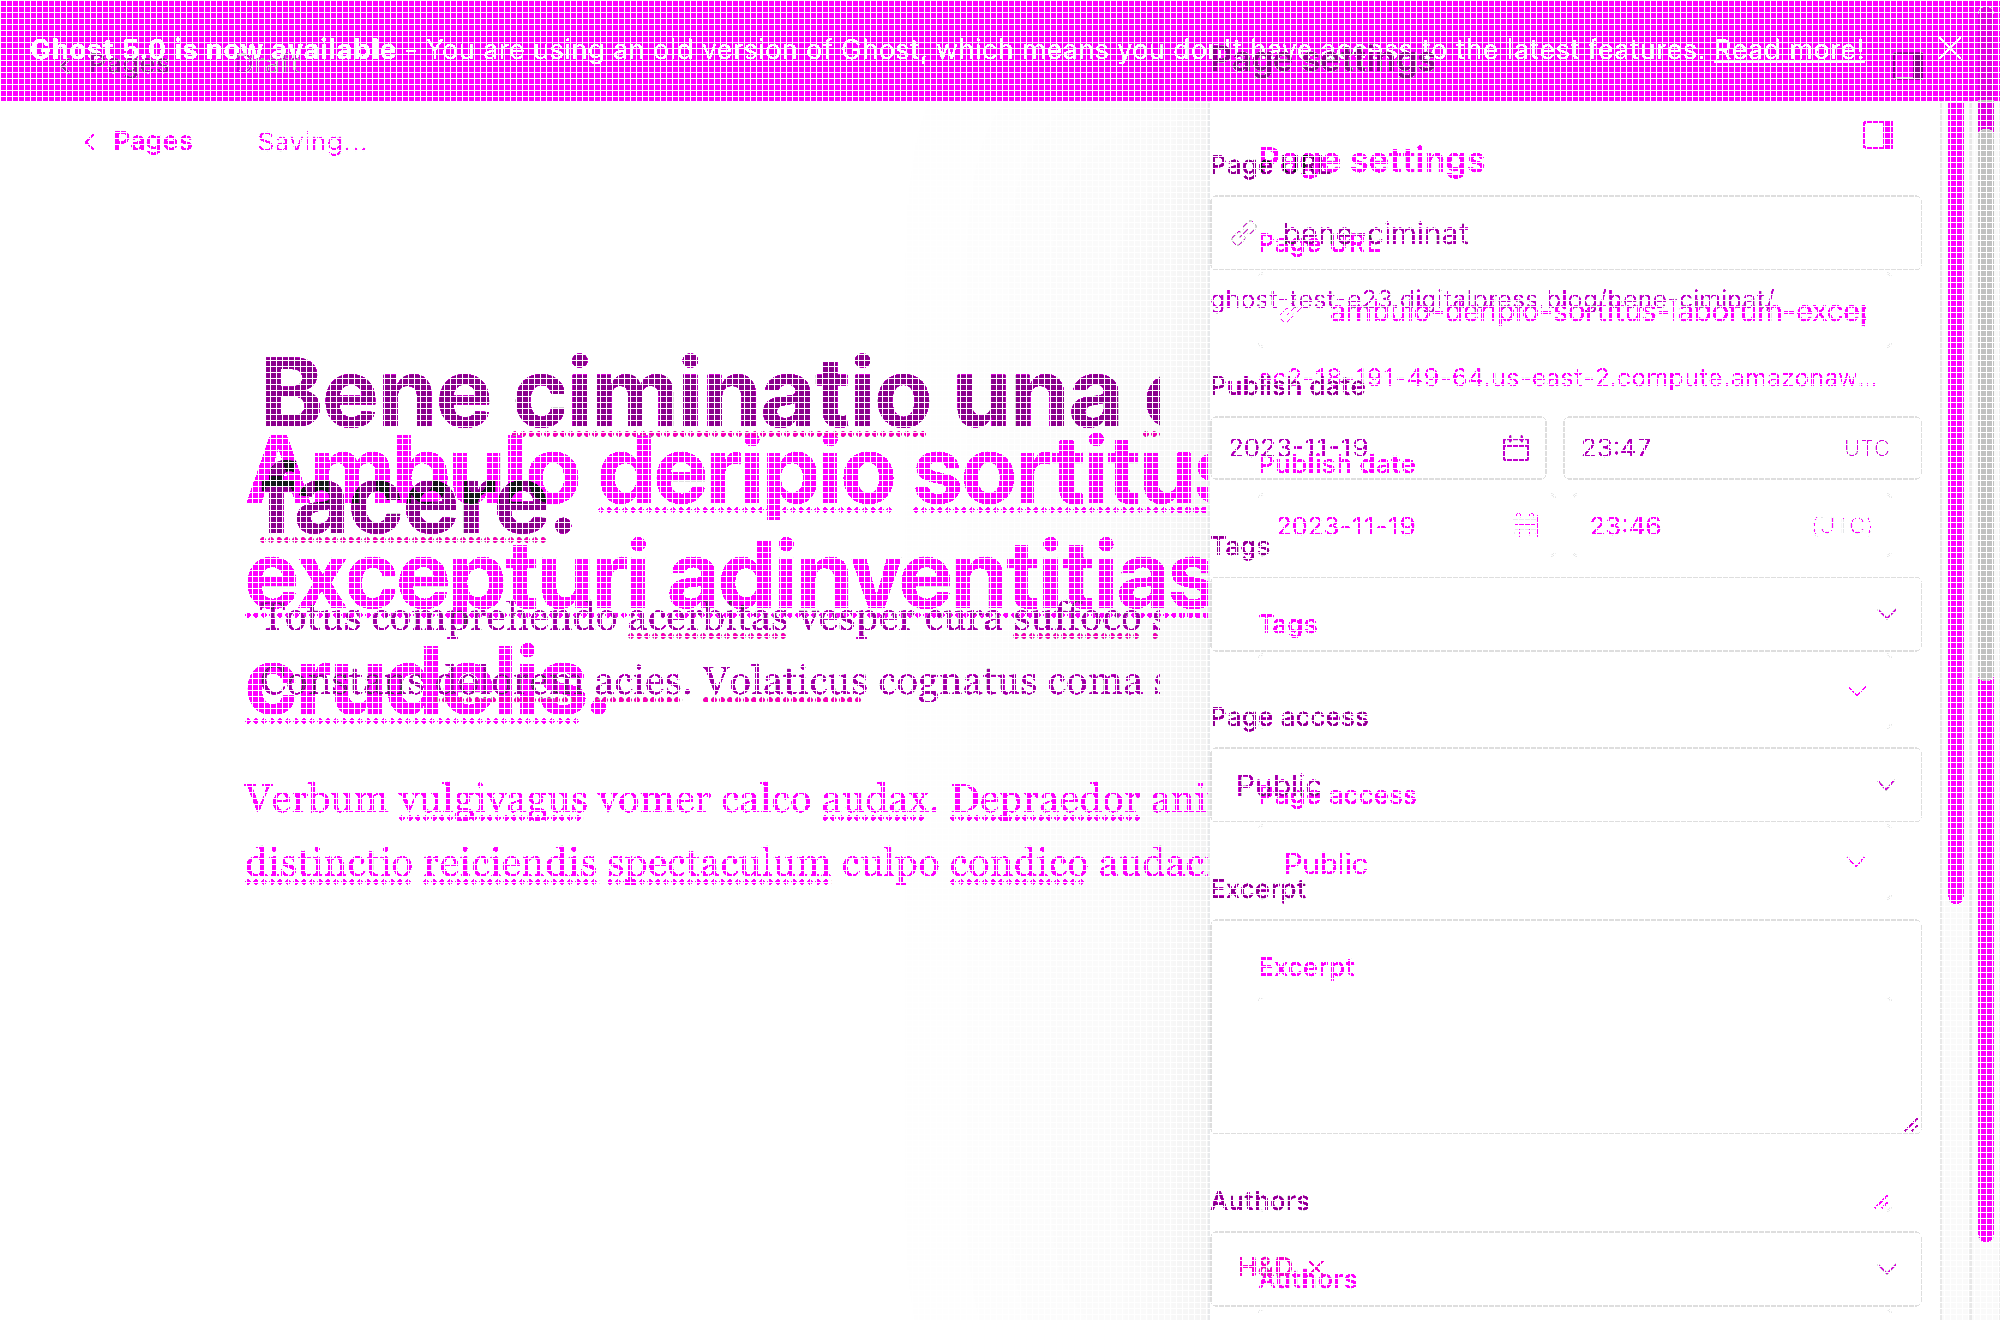 Ghost 5.0 is now available - You are using an old version of Ghost, which means you don't have access to the latest features. Read more!
Pages
Page settings
Pages Saving...
Page URL
Page settings
bene-ciminat
Page URL
ghost-test-e23.digitalpress.blog/bene-ciminat/
ambulo-deripio-sortitus-laborum-excep
ec2-18-191-49-64.us-east-2.compute.amazonaw...
Publish date
2023-11-19 23:47 UTC
Publish date
2023-11-19 23:46 (UTC)
Tags
Tags
Page access
Public
Page access
Public
Excerpt
Excerpt
Authors
H&D ×
Authors
Bene ciminatio una
facere.
Ambulo deripio sortitus
excepturi adinventitias
crudelis.
Totus comprehendo acerbitas vesper cura suffoco
acies. Volaticus cognatus coma
Verbum vulgivagus vomer calco audax. Depraedor
distinctio reiciendis spectaculum culpo condico